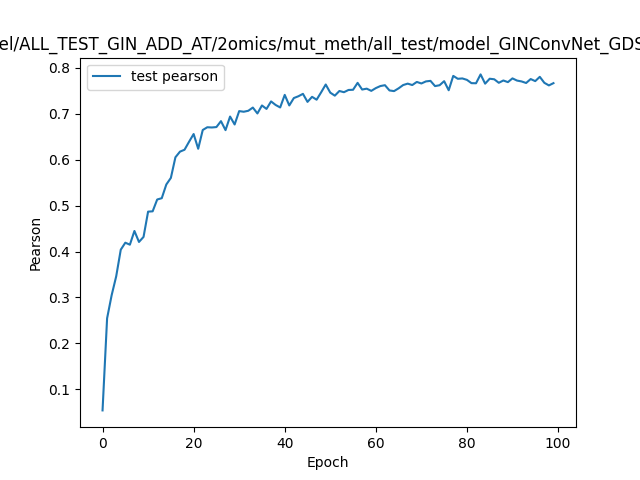 el/ALL_TEST_GIN_ADD_AT/2omics/mut_meth/all_test/model_GINConvNet_GDS
test pearson
0.8
0.7
0.6
0.5
0.4
0.3
0.2
0.1
Pearson
0 20 40 60 80 100
Epoch